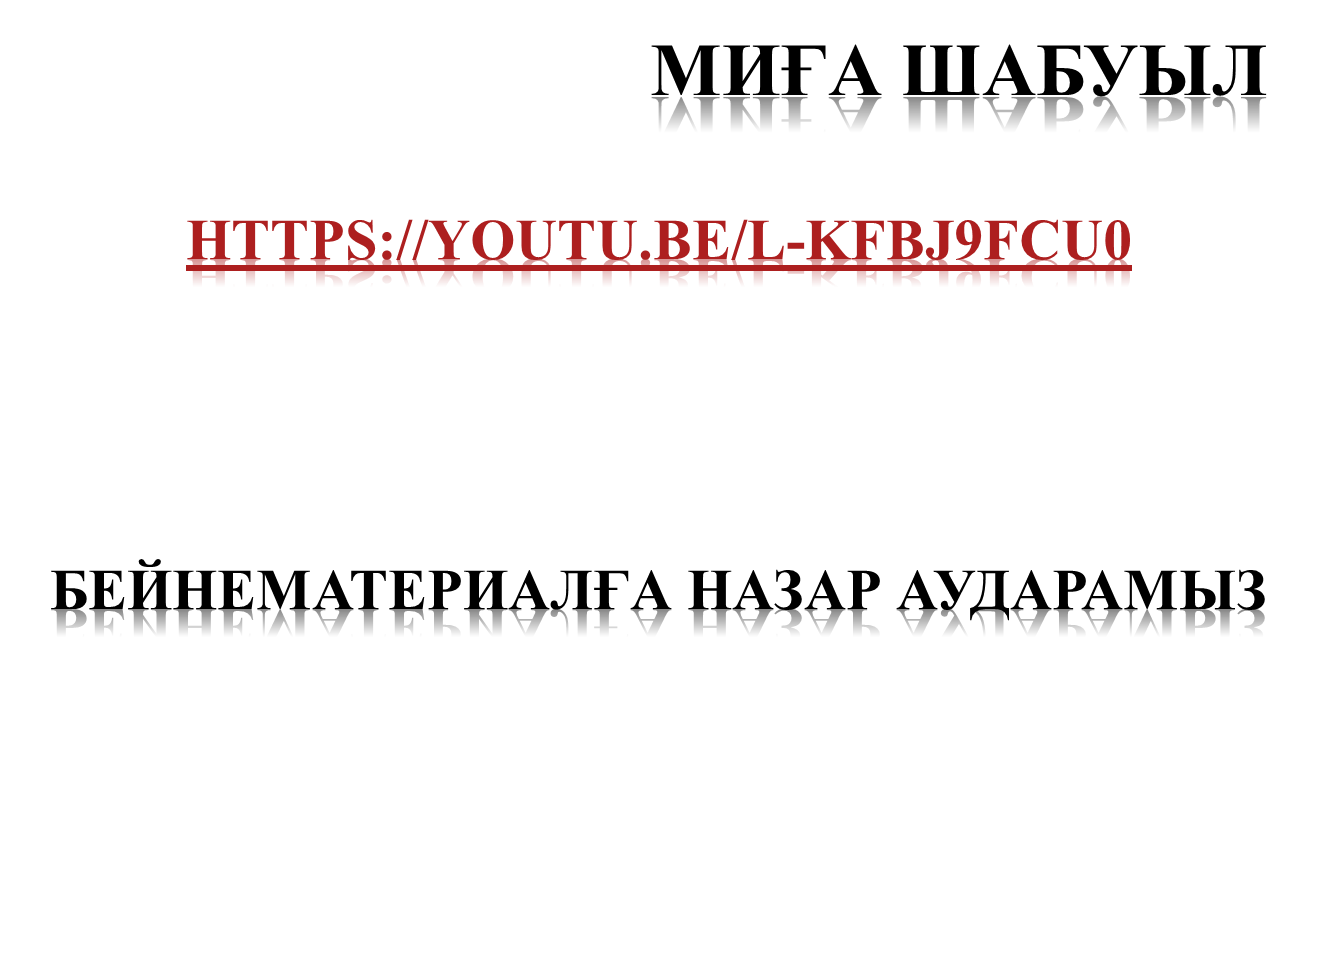 МИҒА ШАБУЫЛ
HTTPS://YOUTU.BE/L-KFBJ9FCU0
БЕЙНЕМАТЕРИАЛҒА НАЗАР АУДАРАМЫЗ